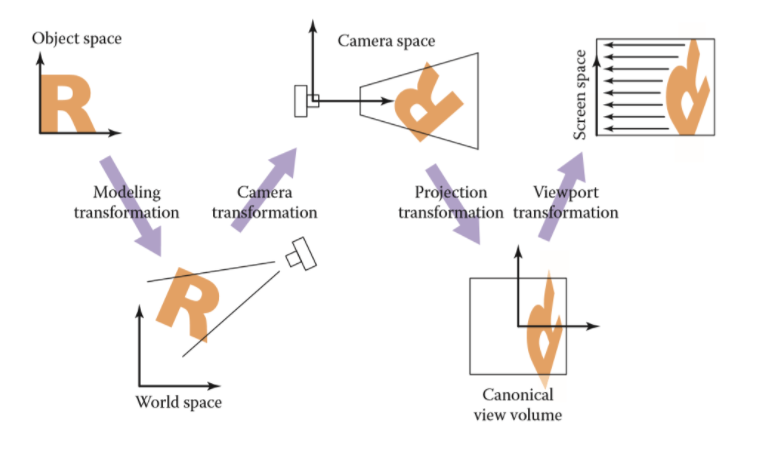 Object space
R
Camera space
R
Screen space
R
Modeling
transformation
Camera
transformation
Projection
transformation
Viewport
transformation
R
World space
R
Canonical
view volume